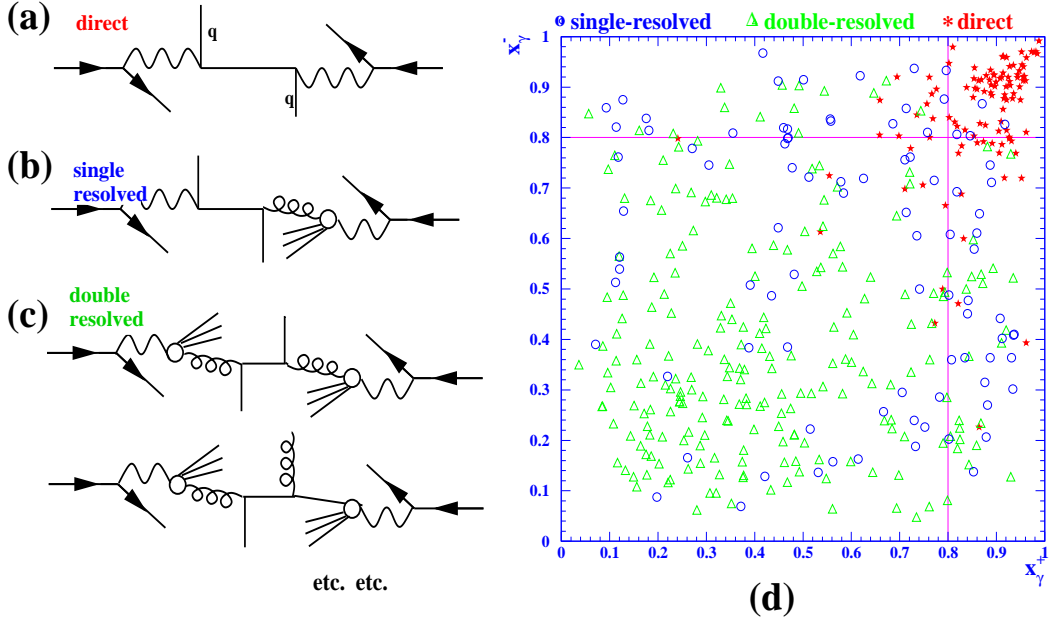 (a)
direct
q
q
(b)
single
resolved
(c)
double
resolved
etc. etc.
single-resolved
double-resolved
direct
x⁻γ
1
0.9
0.8
0.7
0.6
0.5
0.4
0.3
0.2
0.1
0
0 0.1 0.2 0.3 0.4 0.5 0.6 0.7 0.8 0.9 1
x⁺γ
(d)